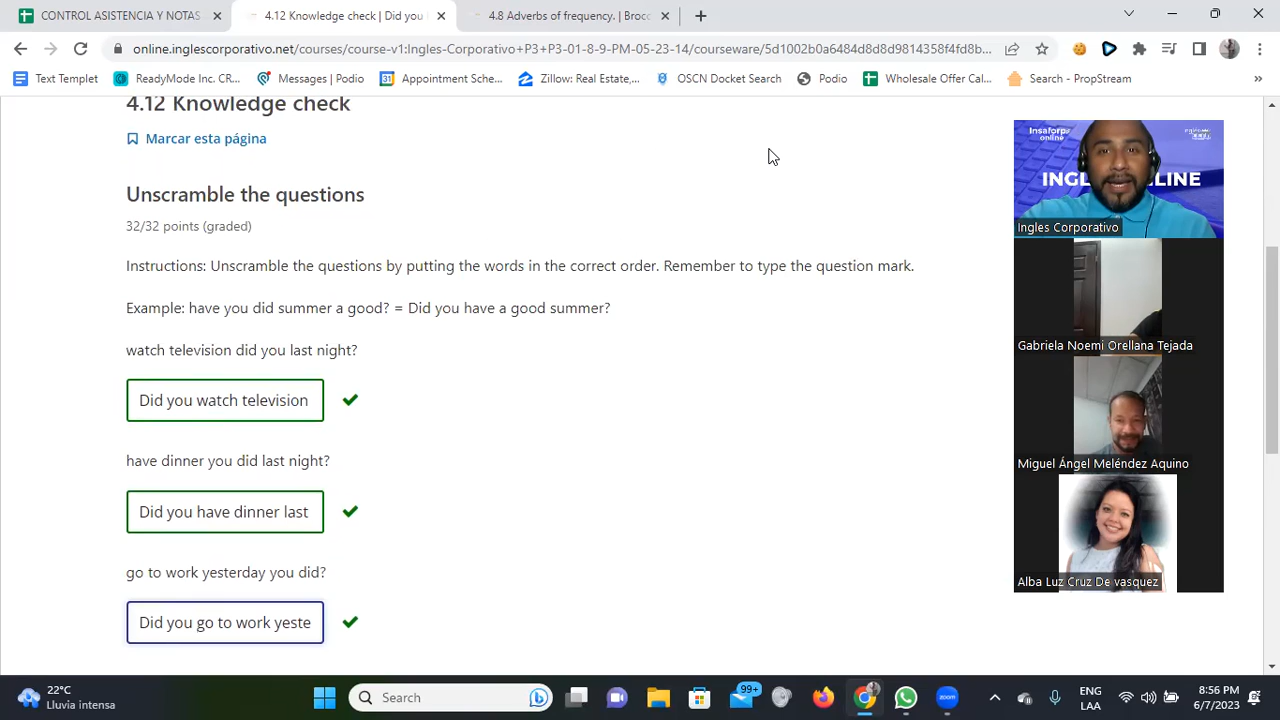 CONTROL ASISTENCIA Y NOTAS
4.12 Knowledge check | Did you
4.8 Adverbs of frequency. | Brocc
online.inglescorporativo.net/courses/course-v1:Ingles-Corporativo+P3+P3-01-8-9-PM-05-23-14/courseware/5d1002b0a6484d8d8d9814358f4fd8b...
Text Templet
ReadyMode Inc. CR...
Messages | Podio
Appointment Sche...
Zillow: Real Estate,...
OSCN Docket Search
Podio
Wholesale Offer Cal...
Search - PropStream
4.12 Knowledge check
Marcar esta página
Unscramble the questions
32/32 points (graded)
Instructions: Unscramble the questions by putting the words in the correct order. Remember to type the question mark.
Example: have you did summer a good? = Did you have a good summer?
watch television did you last night?
Did you watch television
have dinner you did last night?
Did you have dinner last
go to work yesterday you did?
Did you go to work yeste
Insaforp
online
Ingles Corporativo
Gabriela Noemi Orellana Tejada
Miguel Ángel Meléndez Aquino
Alba Luz Cruz De vasquez
22°C
Lluvia intensa
Search
99+
ENG
LAA
8:56 PM
6/7/2023